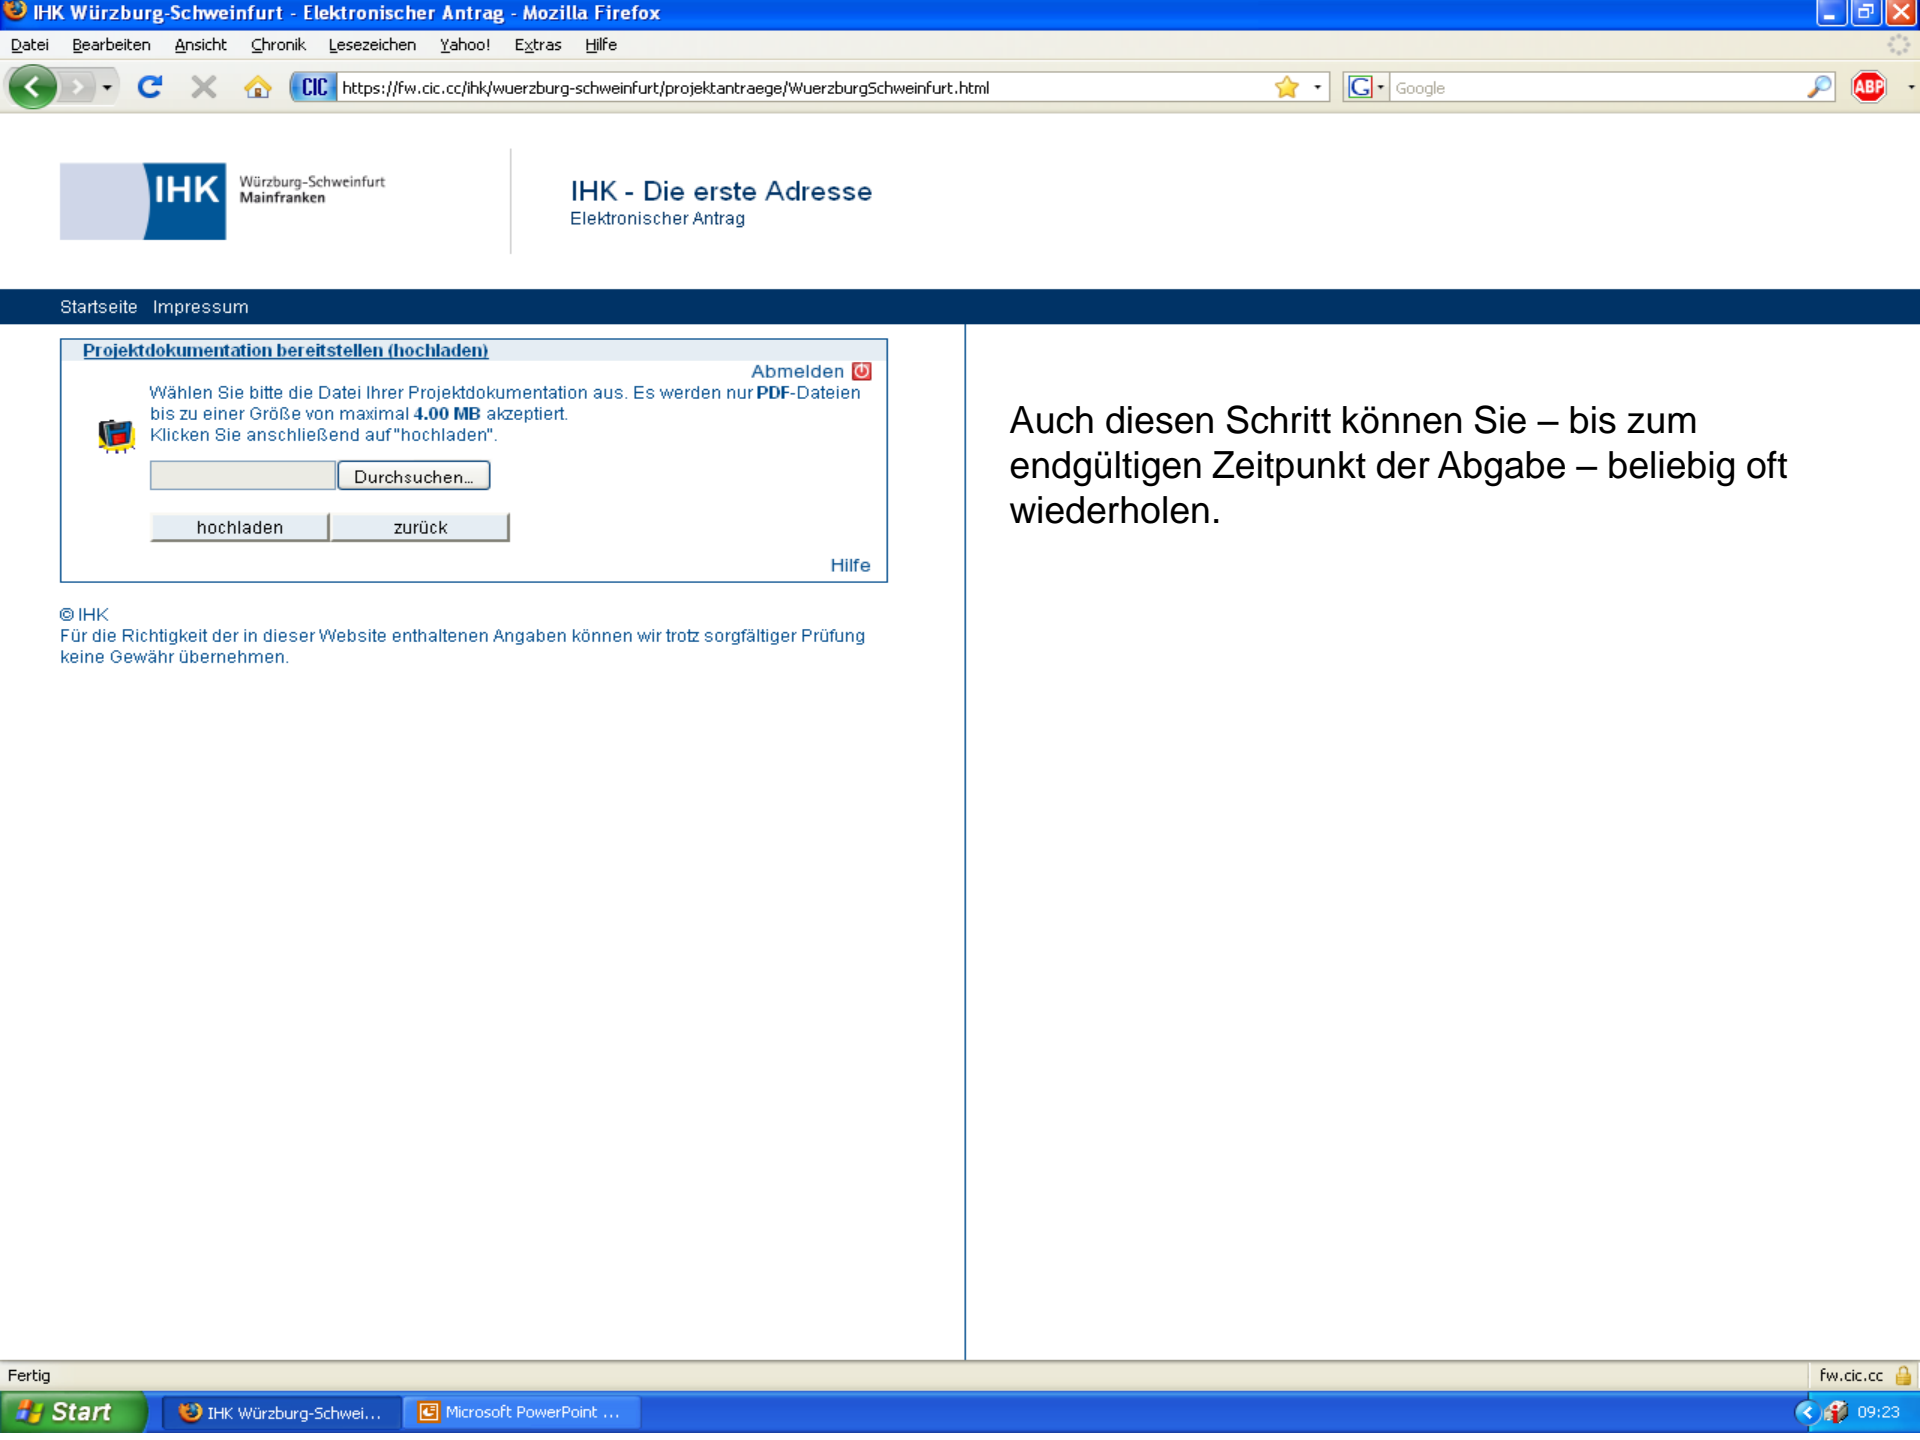 IHK Würzburg-Schweinfurt - Elektronischer Antrag - Mozilla Firefox
Datei Bearbeiten Ansicht Chronik Lesezeichen Yahoo! Extras Hilfe
CIC https://fw.cic.cc/ihk/wuerzburg-schweinfurt/projektantraege/WuerzburgSchweinfurt.html G Google ABP
IHK Würzburg-Schweinfurt
Mainfranken
IHK - Die erste Adresse
Elektronischer Antrag
Startseite Impressum
Projektdokumentation bereitstellen (hochladen)
Abmelden
Wählen Sie bitte die Datei Ihrer Projektdokumentation aus. Es werden nur PDF-Dateien
bis zu einer Größe von maximal 4.00 MB akzeptiert.
Klicken Sie anschließend auf "hochladen".
Durchsuchen...
hochladen zurück
Hilfe
© IHK
Für die Richtigkeit der in dieser Website enthaltenen Angaben können wir trotz sorgfältiger Prüfung
keine Gewähr übernehmen.
Auch diesen Schritt können Sie – bis zum
endgültigen Zeitpunkt der Abgabe – beliebig oft
wiederholen.
Fertig fw.cic.cc
Start IHK Würzburg-Schwei... Microsoft PowerPoint ... 09:23